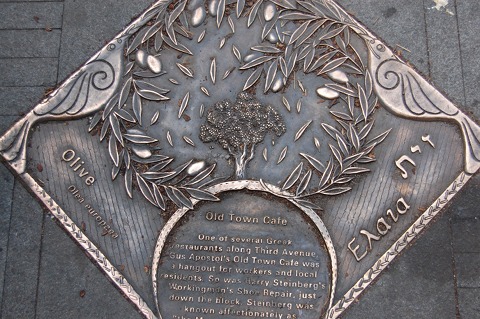 Olive
Olea europaea
זית
Ελαια
Old Town Cafe
One of several Greek
restaurants along Third Avenue,
Gus Apostol's Old Town Cafe was
a hangout for workers and local
residents. So was Harry Steinberg's
Workingman's Shoe Repair, just
down the block. Steinberg was
known affectionately as